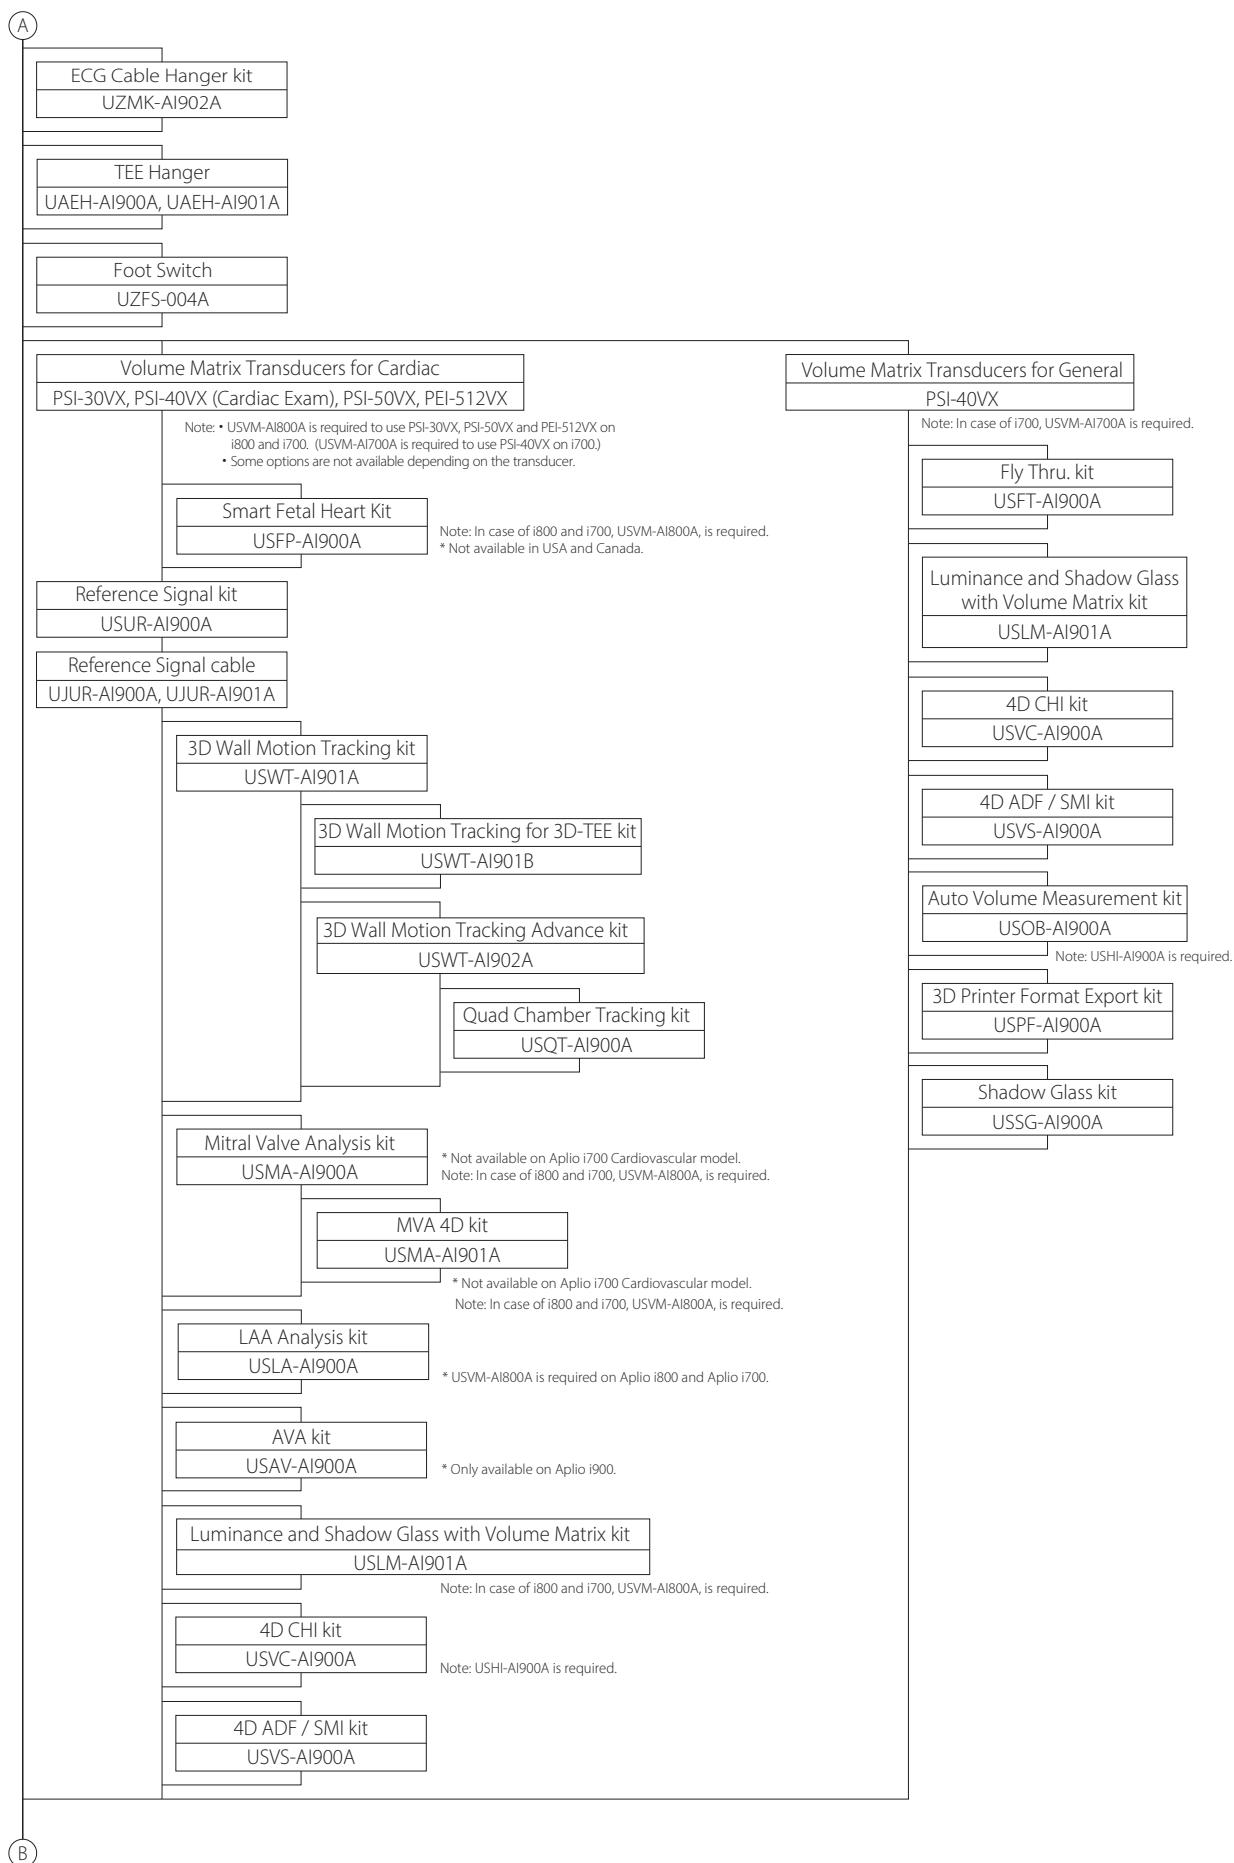 A
ECG Cable Hanger kit
UZMK-AI902A
TEE Hanger
UAEH-AI900A, UAEH-AI901A
Foot Switch
UZFS-004A
Volume Matrix Transducers for Cardiac
PSI-30VX, PSI-40VX (Cardiac Exam), PSI-50VX, PEI-512VX
Note: • USVM-AI800A is required to use PSI-30VX, PSI-50VX and PEI-512VX on
i800 and i700. (USVM-AI700A is required to use PSI-40VX on i700.)
• Some options are not available depending on the transducer.
Smart Fetal Heart Kit
USFP-AI900A
Note: In case of i800 and i700, USVM-AI800A, is required.
* Not available in USA and Canada.
Reference Signal kit
USUR-AI900A
Reference Signal cable
UJUR-AI900A, UJUR-AI901A
3D Wall Motion Tracking kit
USWT-AI901A
3D Wall Motion Tracking for 3D-TEE kit
USWT-AI901B
3D Wall Motion Tracking Advance kit
USWT-AI902A
Quad Chamber Tracking kit
USQT-AI900A
Mitral Valve Analysis kit
USMA-AI900A
* Not available on Aplio i700 Cardiovascular model.
Note: In case of i800 and i700, USVM-AI800A, is required.
MVA 4D kit
USMA-AI901A
* Not available on Aplio i700 Cardiovascular model.
Note: In case of i800 and i700, USVM-AI800A, is required.
LAA Analysis kit
USLA-AI900A
* USVM-AI800A is required on Aplio i800 and Aplio i700.
AVA kit
USAV-AI900A
* Only available on Aplio i900.
Luminance and Shadow Glass with Volume Matrix kit
USLM-AI901A
Note: In case of i800 and i700, USVM-AI800A, is required.
4D CHI kit
USVC-AI900A
Note: USHI-AI900A is required.
4D ADF / SMI kit
USVS-AI900A
Volume Matrix Transducers for General
PSI-40VX
Note: In case of i700, USVM-AI700A is required.
Fly Thru. kit
USFT-AI900A
Luminance and Shadow Glass
with Volume Matrix kit
USLM-AI901A
4D CHI kit
USVC-AI900A
4D ADF / SMI kit
USVS-AI900A
Auto Volume Measurement kit
USOB-AI900A
Note: USHI-AI900A is required.
3D Printer Format Export kit
USPF-AI900A
Shadow Glass kit
USSG-AI900A
B